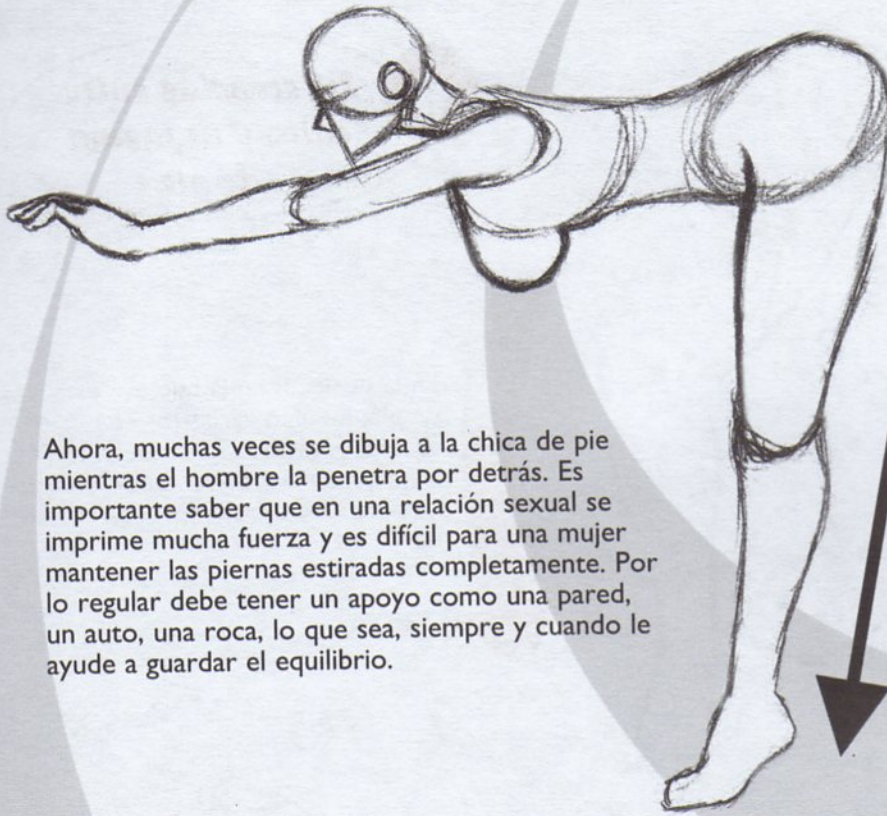 Ahora, muchas veces se dibuja a la chica de pie
mientras el hombre la penetra por detrás. Es
importante saber que en una relación sexual se
imprime mucha fuerza y es difícil para una mujer
mantener las piernas estiradas completamente. Por
lo regular debe tener un apoyo como una pared,
un auto, una roca, lo que sea, siempre y cuando le
ayude a guardar el equilibrio.